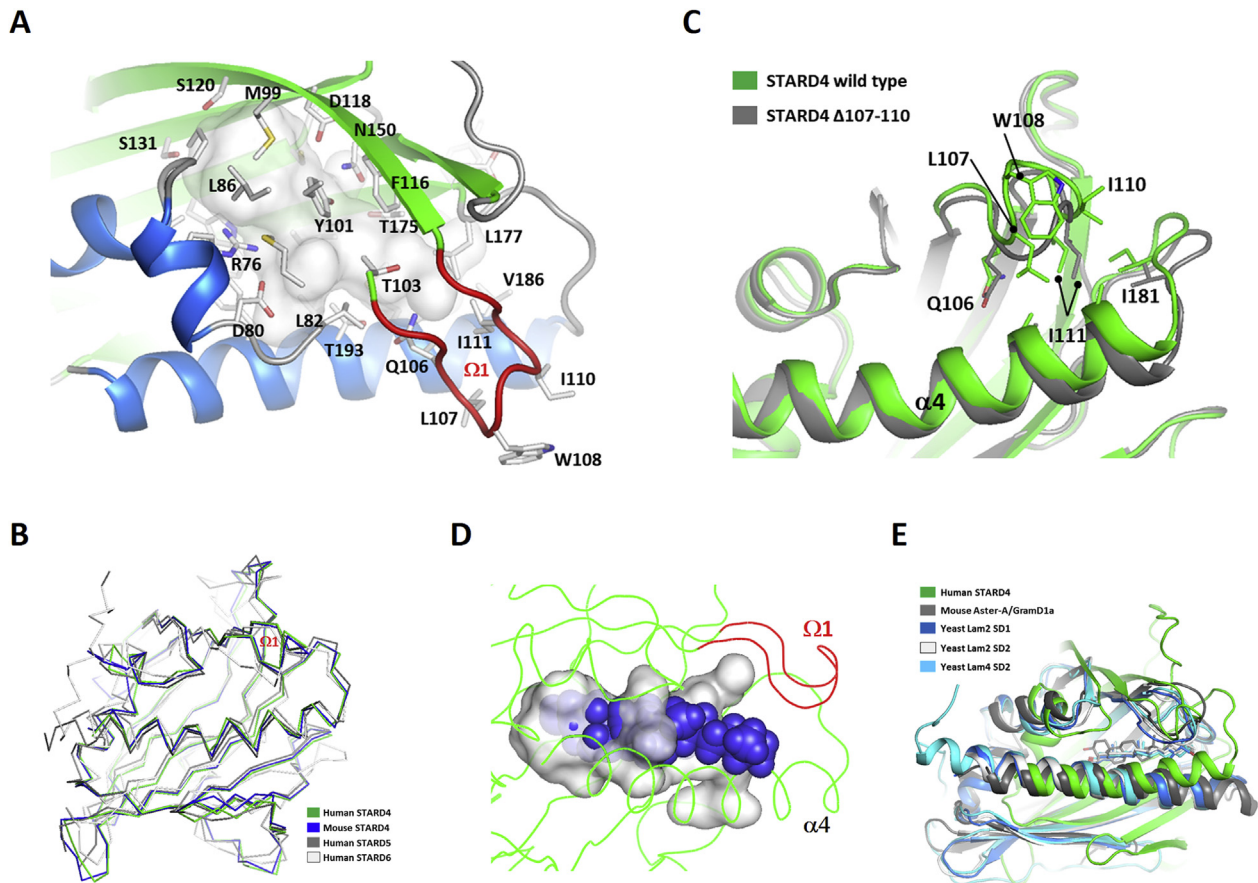 A
S120
M99
D118
N150
S131
L86
F116
Y101
T175
L177
R76
T103
V186
D80
L82
T193
Q106
I111
Ω1
I110
L107
W108
C
STARD4 wild type
STARD4 Δ107-110
W108
L107
I110
Q106
I181
I111
α4
B
Ω1
Human STARD4
Mouse STARD4
Human STARD5
Human STARD6
D
Ω1
α4
E
Human STARD4
Mouse Aster-A/GramD1a
Yeast Lam2 SD1
Yeast Lam2 SD2
Yeast Lam4 SD2